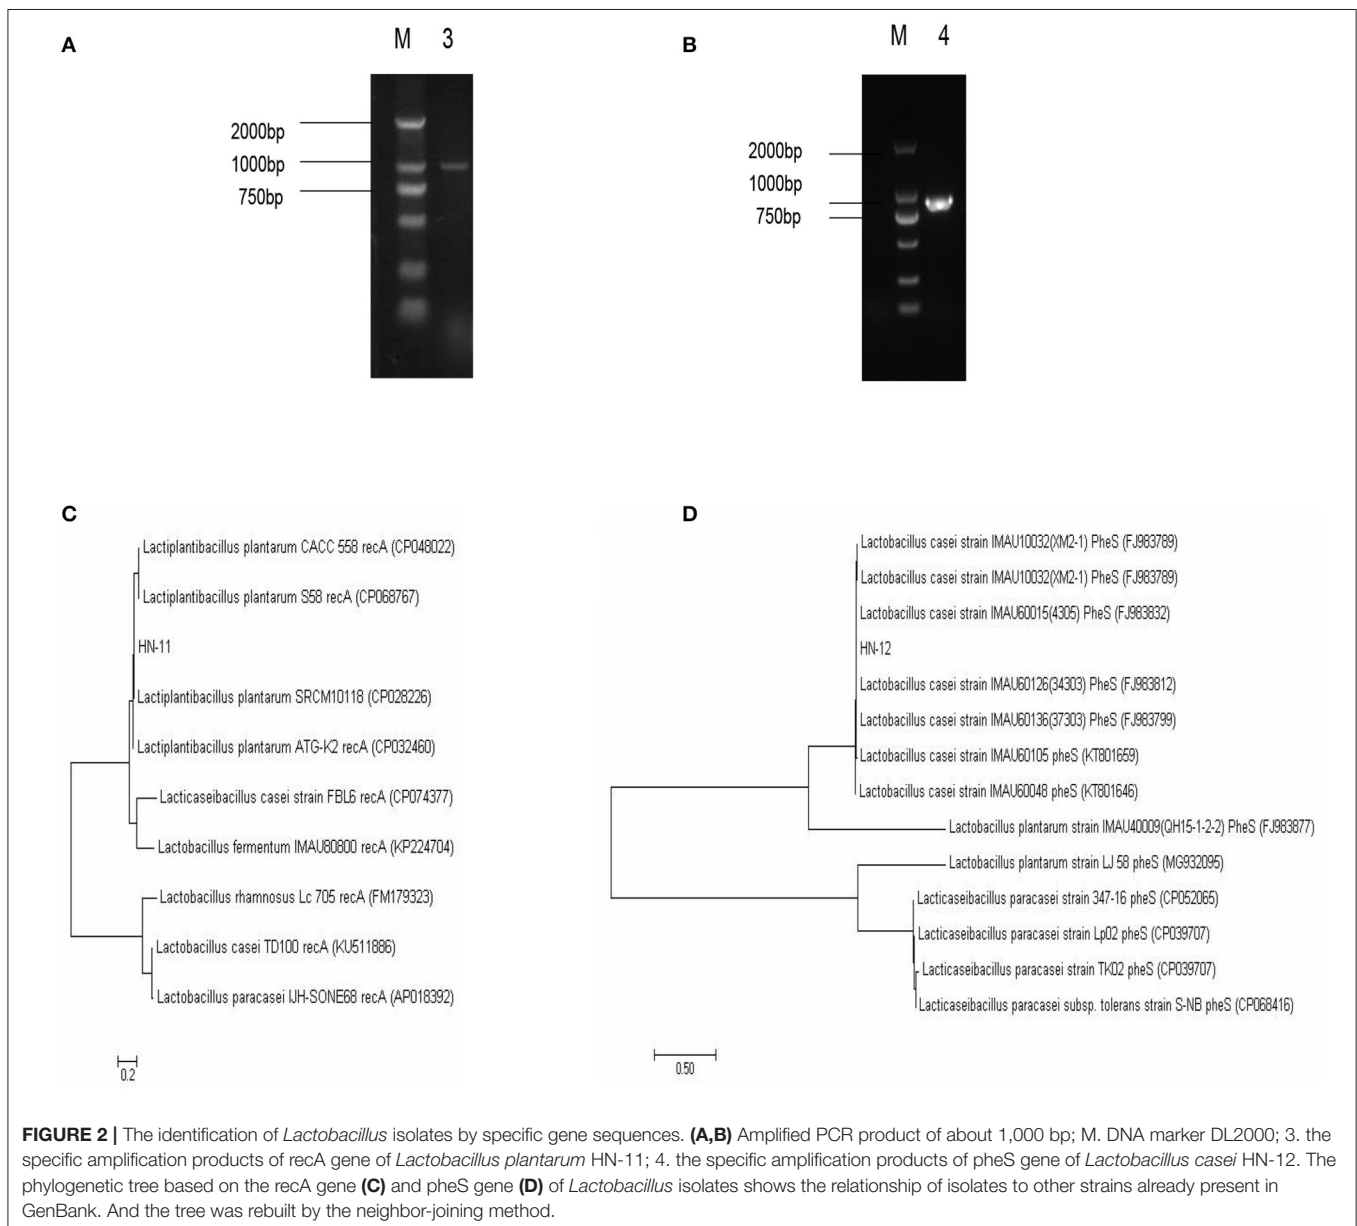 A
M 3
2000bp
1000bp
750bp
B
M 4
2000bp
1000bp
750bp
C
Lactiplantibacillus plantarum CACC 558 recA (CP048022)
Lactiplantibacillus plantarum S58 recA (CP068767)
HN-11
Lactiplantibacillus plantarum SRCM10118 (CP028226)
Lactiplantibacillus plantarum ATG-K2 recA (CP032460)
Lacticaseibacillus casei strain FBL6 recA (CP074377)
Lactobacillus fermentum IMAU80800 recA (KP224704)
Lactobacillus rhamnosus Lc 705 recA (FM179323)
Lactobacillus casei TD100 recA (KU511886)
Lactobacillus paracasei IJH-SONE68 recA (AP018392)
0.2
D
Lactobacillus casei strain IMAU10032(XM2-1) PheS (FJ983789)
Lactobacillus casei strain IMAU10032(XM2-1) PheS (FJ983789)
Lactobacillus casei strain IMAU60015(4305) PheS (FJ983832)
HN-12
Lactobacillus casei strain IMAU60126(34303) PheS (FJ983812)
Lactobacillus casei strain IMAU60136(37303) PheS (FJ983799)
Lactobacillus casei strain IMAU60105 pheS (KT801659)
Lactobacillus casei strain IMAU60048 pheS (KT801646)
Lactobacillus plantarum strain IMAU40009(QH15-1-2-2) PheS (FJ983877)
Lactobacillus plantarum strain LJ 58 pheS (MG932095)
Lacticaseibacillus paracasei strain 347-16 pheS (CP052065)
Lacticaseibacillus paracasei strain Lp02 pheS (CP039707)
Lacticaseibacillus paracasei strain TK02 pheS (CP039707)
Lacticaseibacillus paracasei subsp. tolerans strain S-NB pheS (CP068416)
0.50
FIGURE 2 | The identification of Lactobacillus isolates by specific gene sequences. (A,B) Amplified PCR product of about 1,000 bp; M. DNA marker DL2000; 3. the
specific amplification products of recA gene of Lactobacillus plantarum HN-11; 4. the specific amplification products of pheS gene of Lactobacillus casei HN-12. The
phylogenetic tree based on the recA gene (C) and pheS gene (D) of Lactobacillus isolates shows the relationship of isolates to other strains already present in
GenBank. And the tree was rebuilt by the neighbor-joining method.